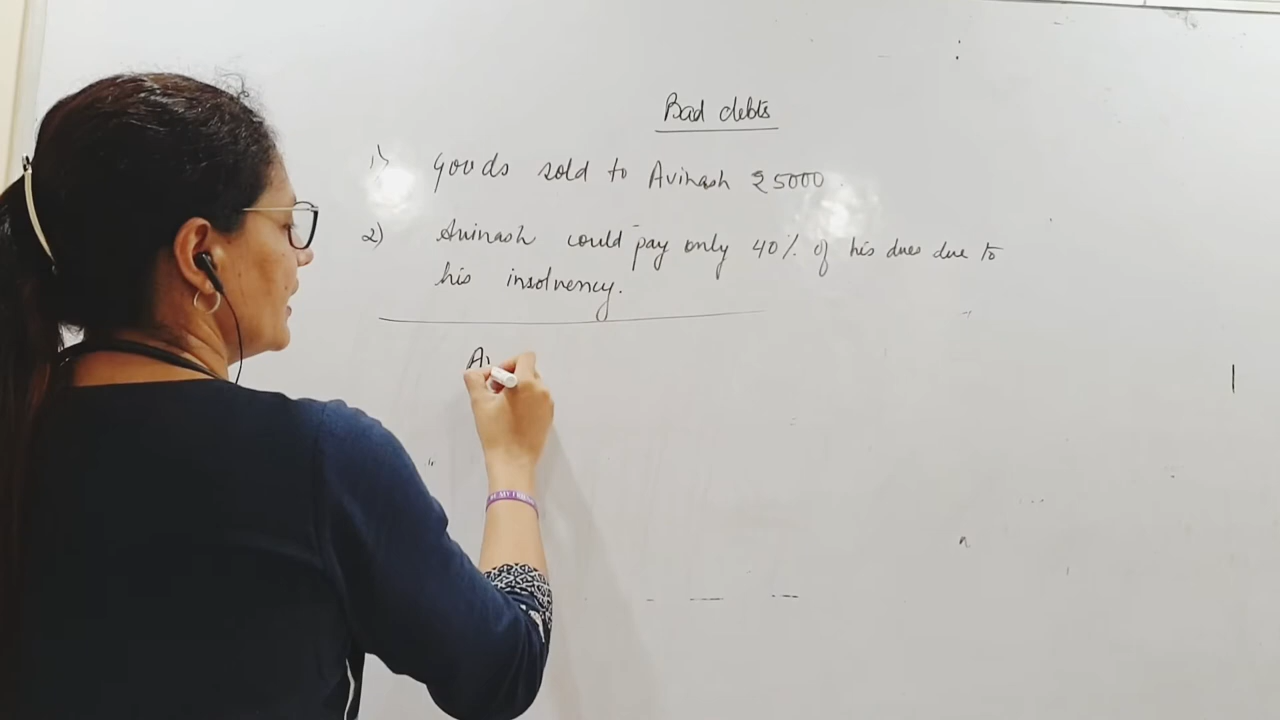 Bad debts
1) Goods sold to Avinash ₹5000.
2) Avinash could pay only 40% of his dues due to
his insolvency.
Av